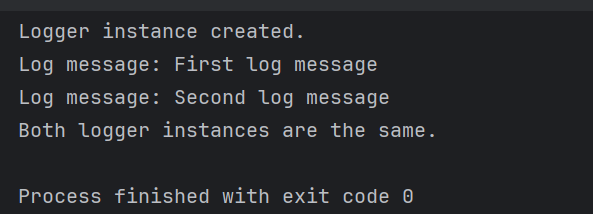 Logger instance created.
Log message: First log message
Log message: Second log message
Both logger instances are the same.
Process finished with exit code 0